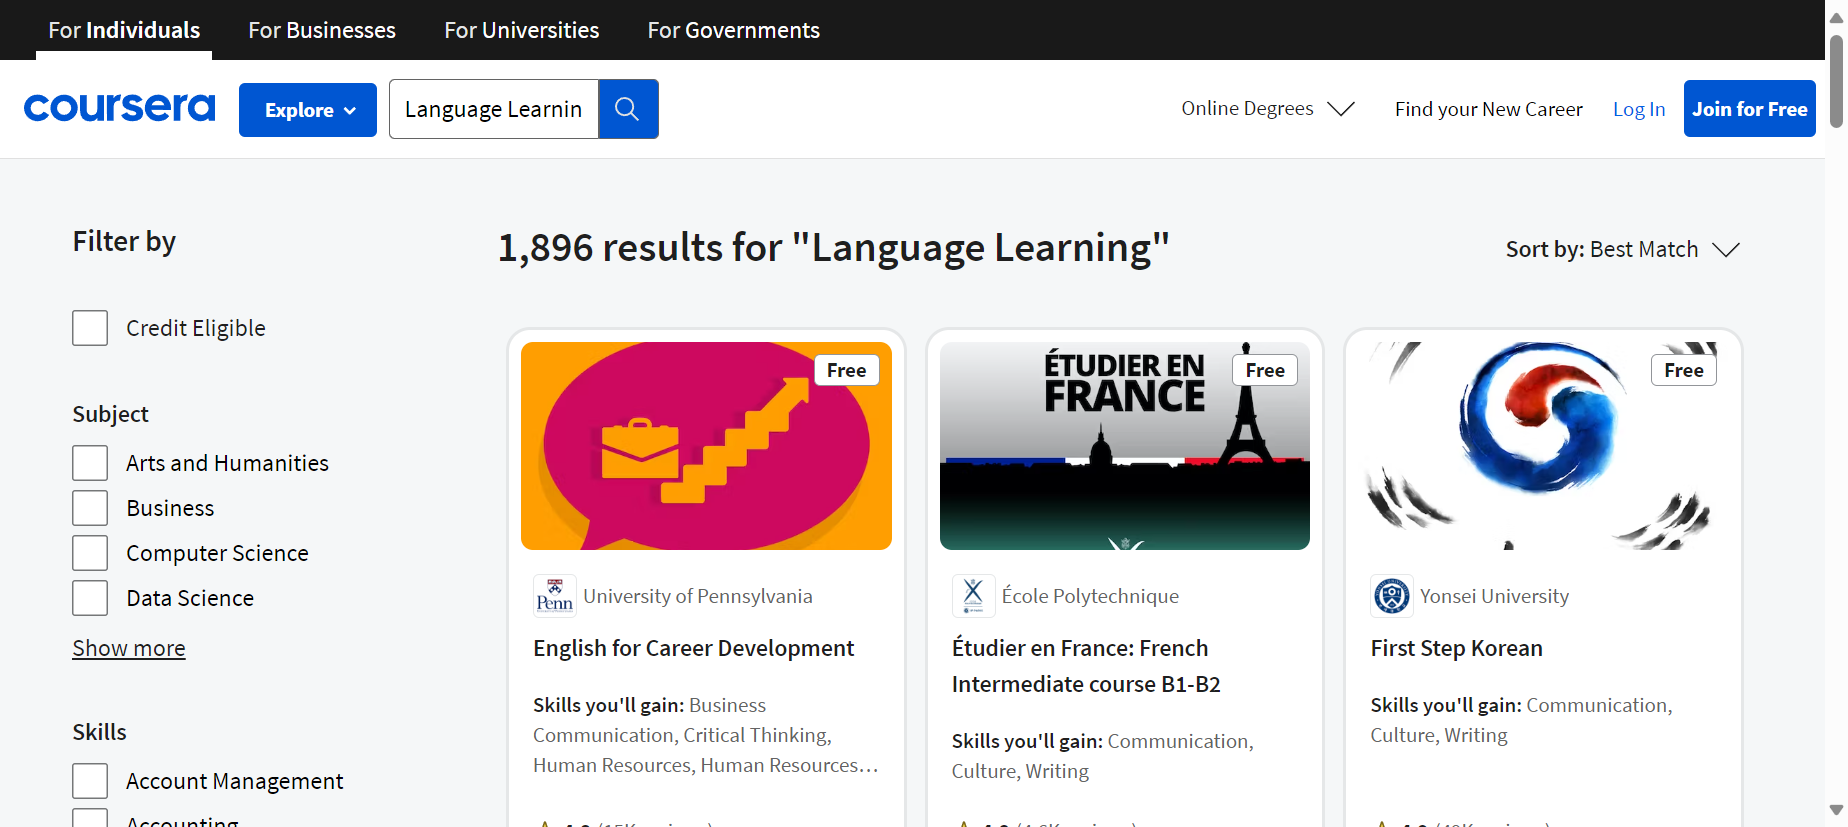 For Individuals
For Businesses
For Universities
For Governments
coursera
Explore
Language Learnin
Online Degrees
Find your New Career
Log In
Join for Free
Filter by
1,896 results for "Language Learning"
Sort by: Best Match
Credit Eligible
Subject
Arts and Humanities
Business
Computer Science
Data Science
Show more
Skills
Account Management
Accounting
Free
Penn
University of Pennsylvania
English for Career Development
Skills you'll gain: Business
Communication, Critical Thinking,
Human Resources, Human Resources…
ÉTUDIER EN
FRANCE
Free
École Polytechnique
Étudier en France: French
Intermediate course B1-B2
Skills you'll gain: Communication,
Culture, Writing
Free
Yonsei University
First Step Korean
Skills you'll gain: Communication,
Culture, Writing